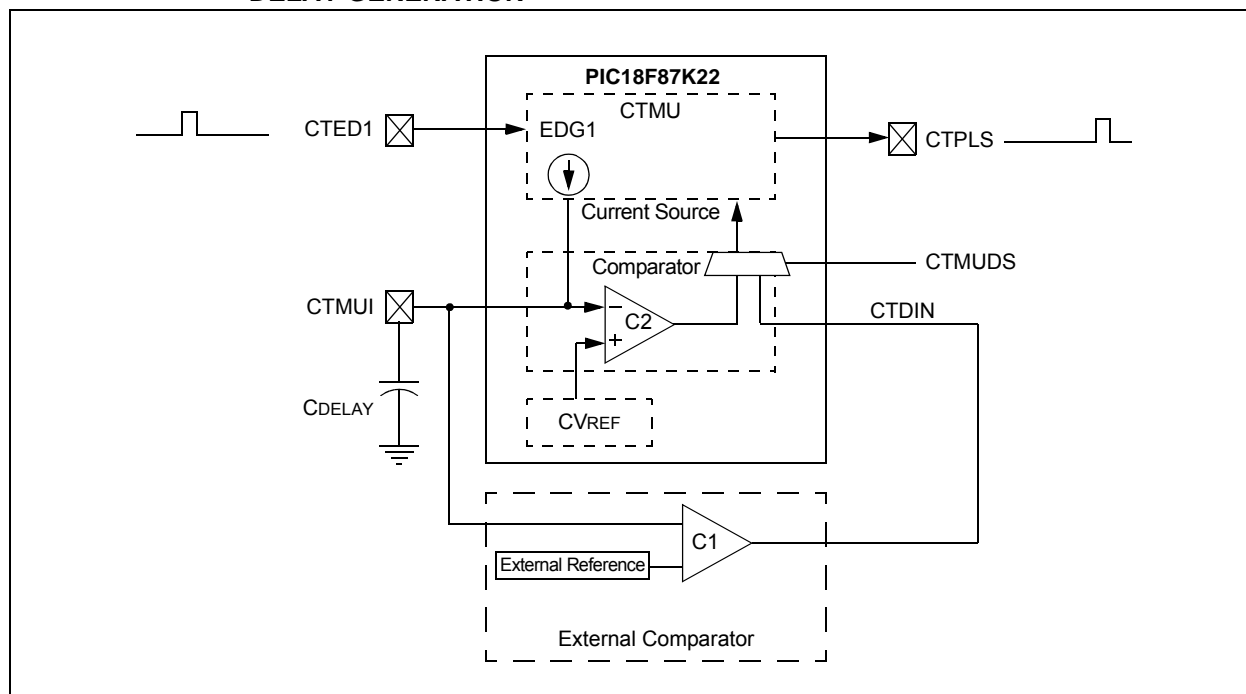 DELAY GENERATION
PIC18F87K22
CTMU
CTED1
EDG1
CTPLS
Current Source
Comparator
CTMUDS
CTMUI
−
C2
+
CTDIN
CDELAY
CVREF
C1
External Reference
External Comparator